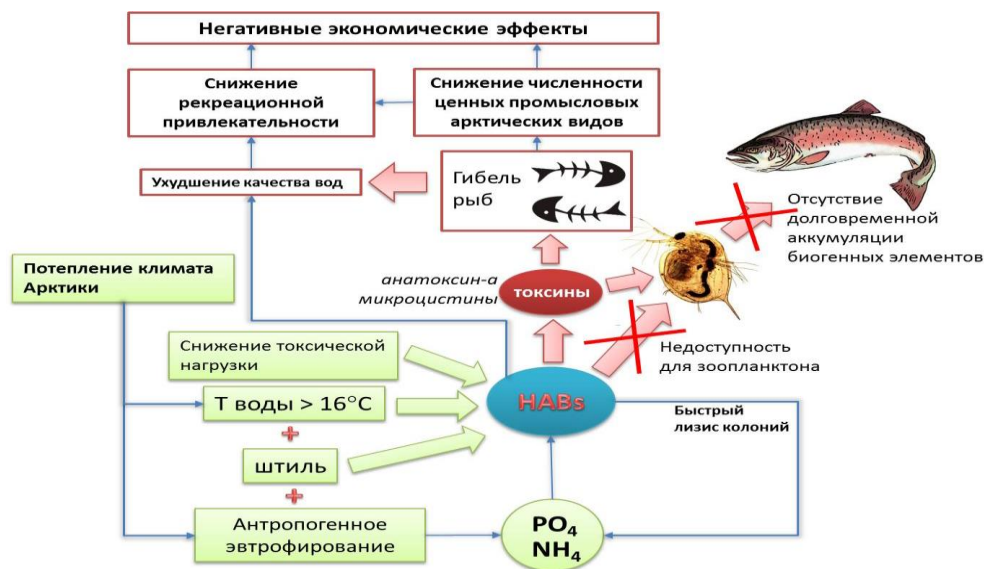 Негативные экономические эффекты
Снижение
рекреационной
привлекательности
Снижение численности
ценных промысловых
арктических видов
Ухудшение качества вод
Гибель
рыб
Отсутствие
долговременной
аккумуляции
биогенных элементов
Потепление климата
Арктики
анатоксин-а
микроцистины
токсины
Снижение токсической
нагрузки
Недоступность
для зоопланктона
Т воды > 16°С
HABs
Быстрый
лизис колоний
+
штиль
+
Антропогенное
эвтрофирование
PO4
NH4